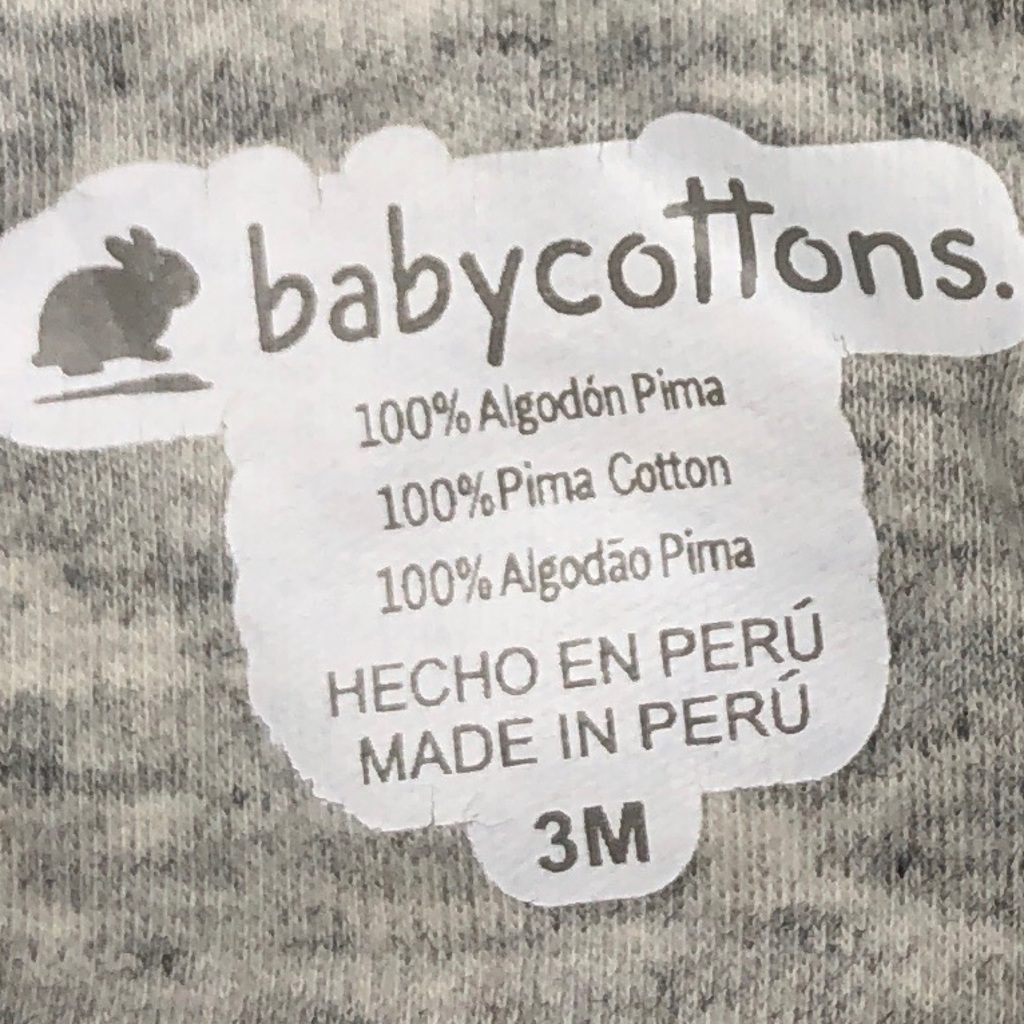 babycottons.
100% Algodón Pima
100% Pima Cotton
100% Algodão Pima
HECHO EN PERÚ
MADE IN PERÚ
3M